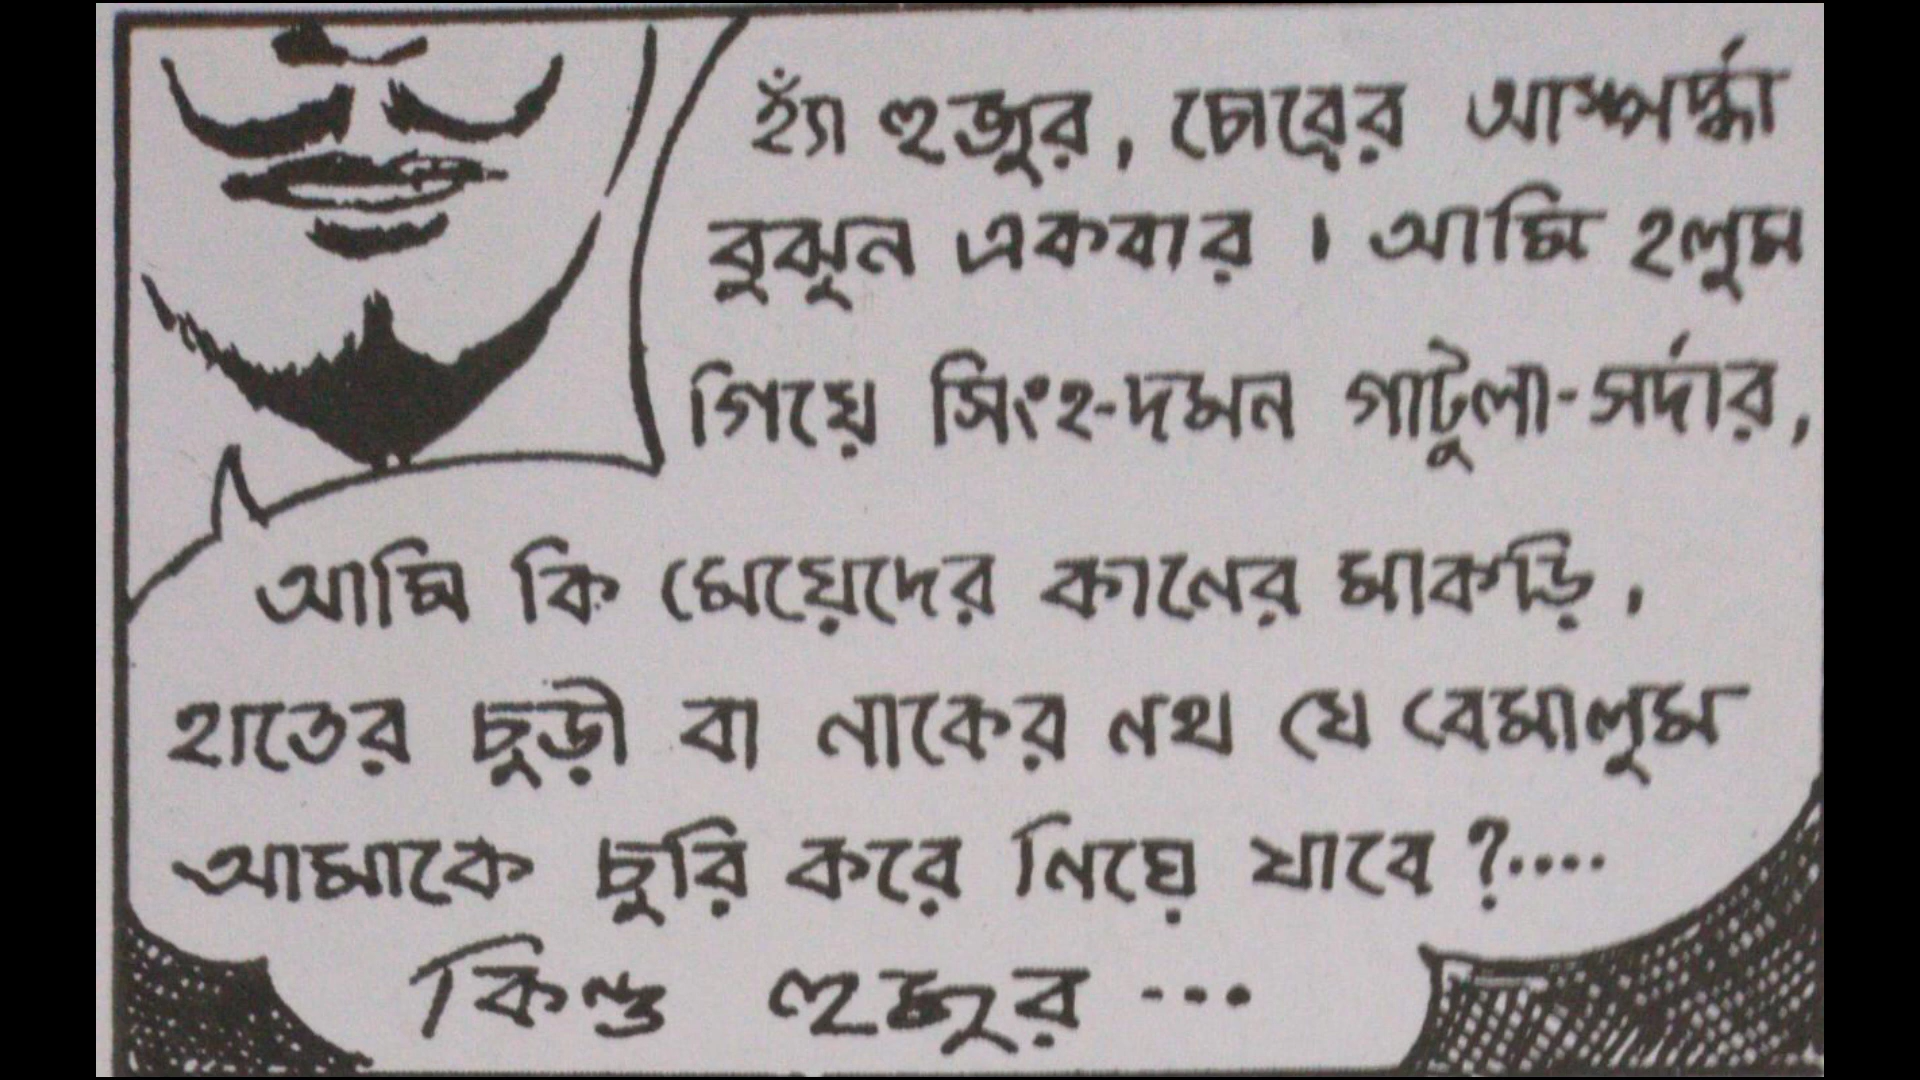 হ্যাঁ হুজুর, চোরের আস্পর্দ্ধা
বুঝুন একবার । আমি হলুম
গিয়ে সিংহ-দমন গাটুলা-সর্দার,
আমি কি মেয়েদের কানের মাকড়ি,
হাতের চুড়ী বা নাকের নথ যে বেমালুম
আমাকে চুরি করে নিয়ে যাবে ?....
কিন্তু হুজুর ...